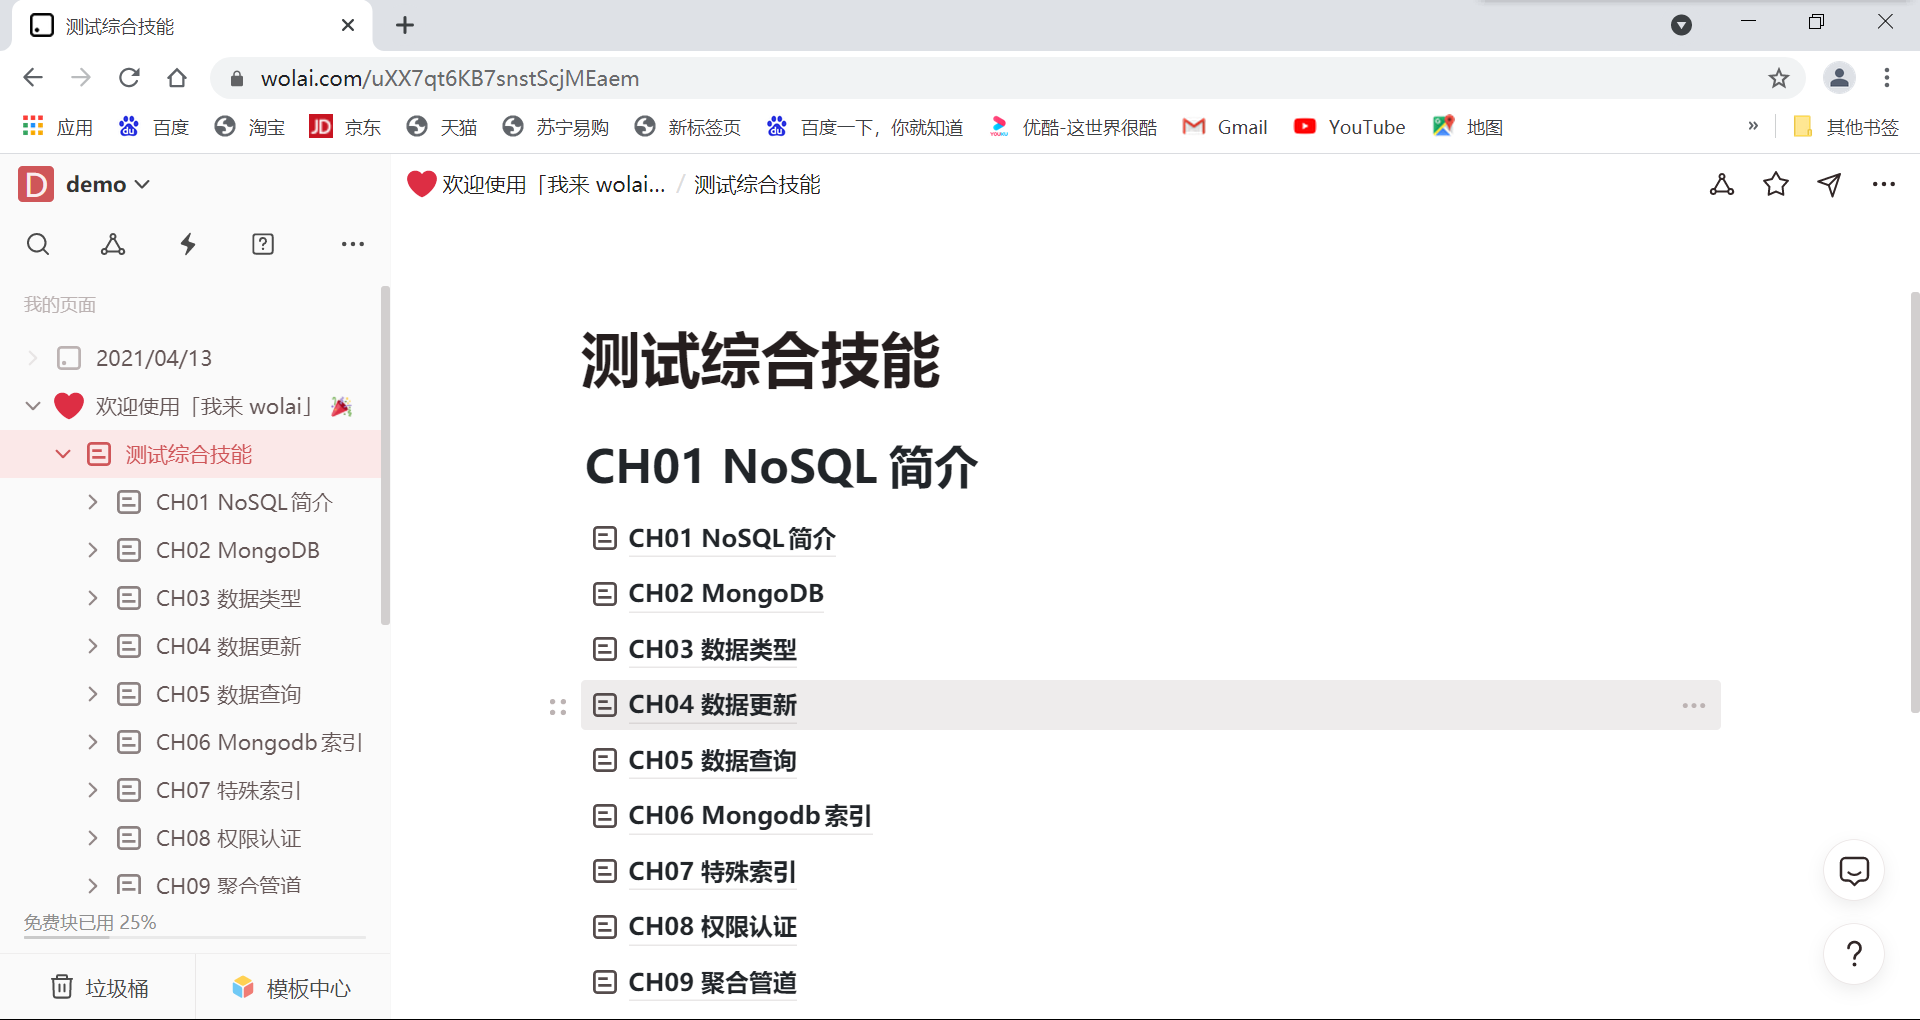 测试综合技能
wolai.com/uXX7qt6KB7snstScjMEaem
应用 百度 淘宝 JD 京东 天猫 苏宁易购 新标签页 百度一下，你就知道 YOUKU 优酷-这世界很酷 Gmail YouTube 地图 » 其他书签
D demo
欢迎使用「我来 wolai... / 测试综合技能
我的页面
2021/04/13
欢迎使用「我来 wolai」
测试综合技能
CH01 NoSQL简介
CH02 MongoDB
CH03 数据类型
CH04 数据更新
CH05 数据查询
CH06 Mongodb索引
CH07 特殊索引
CH08 权限认证
CH09 聚合管道
免费块已用 25%
垃圾桶 模板中心
测试综合技能
CH01 NoSQL 简介
CH01 NoSQL简介
CH02 MongoDB
CH03 数据类型
CH04 数据更新
CH05 数据查询
CH06 Mongodb索引
CH07 特殊索引
CH08 权限认证
CH09 聚合管道
?